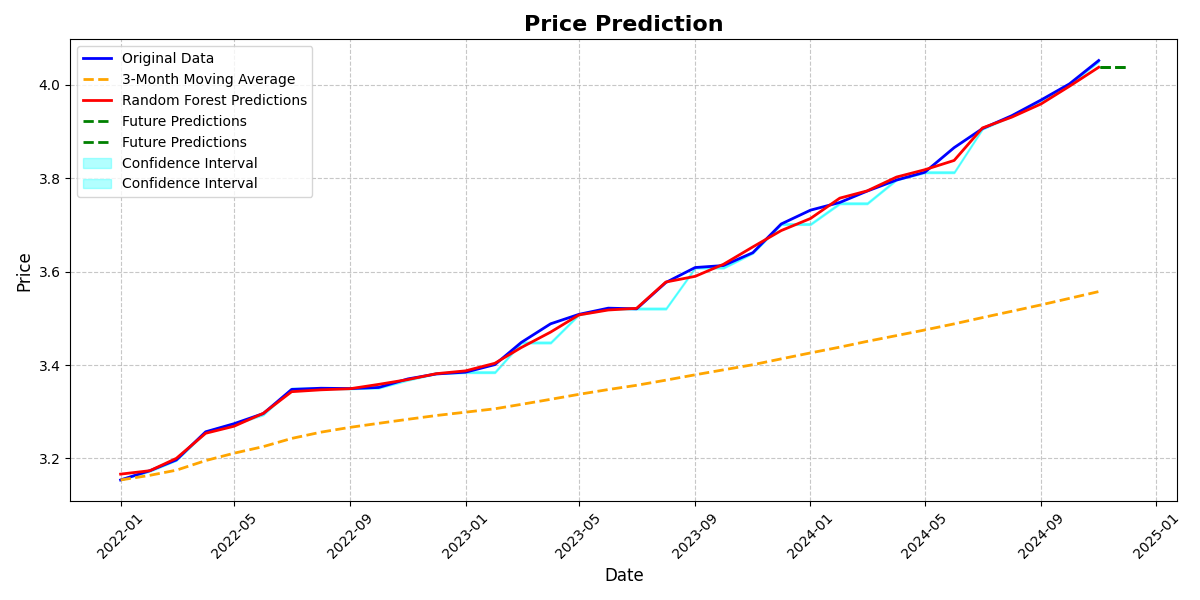 Price Prediction
Original Data
3-Month Moving Average
Random Forest Predictions
Future Predictions
Future Predictions
Confidence Interval
Confidence Interval
Price
4.0
3.8
3.6
3.4
3.2
2022-01
2022-05
2022-09
2023-01
2023-05
2023-09
2024-01
2024-05
2024-09
2025-01
Date